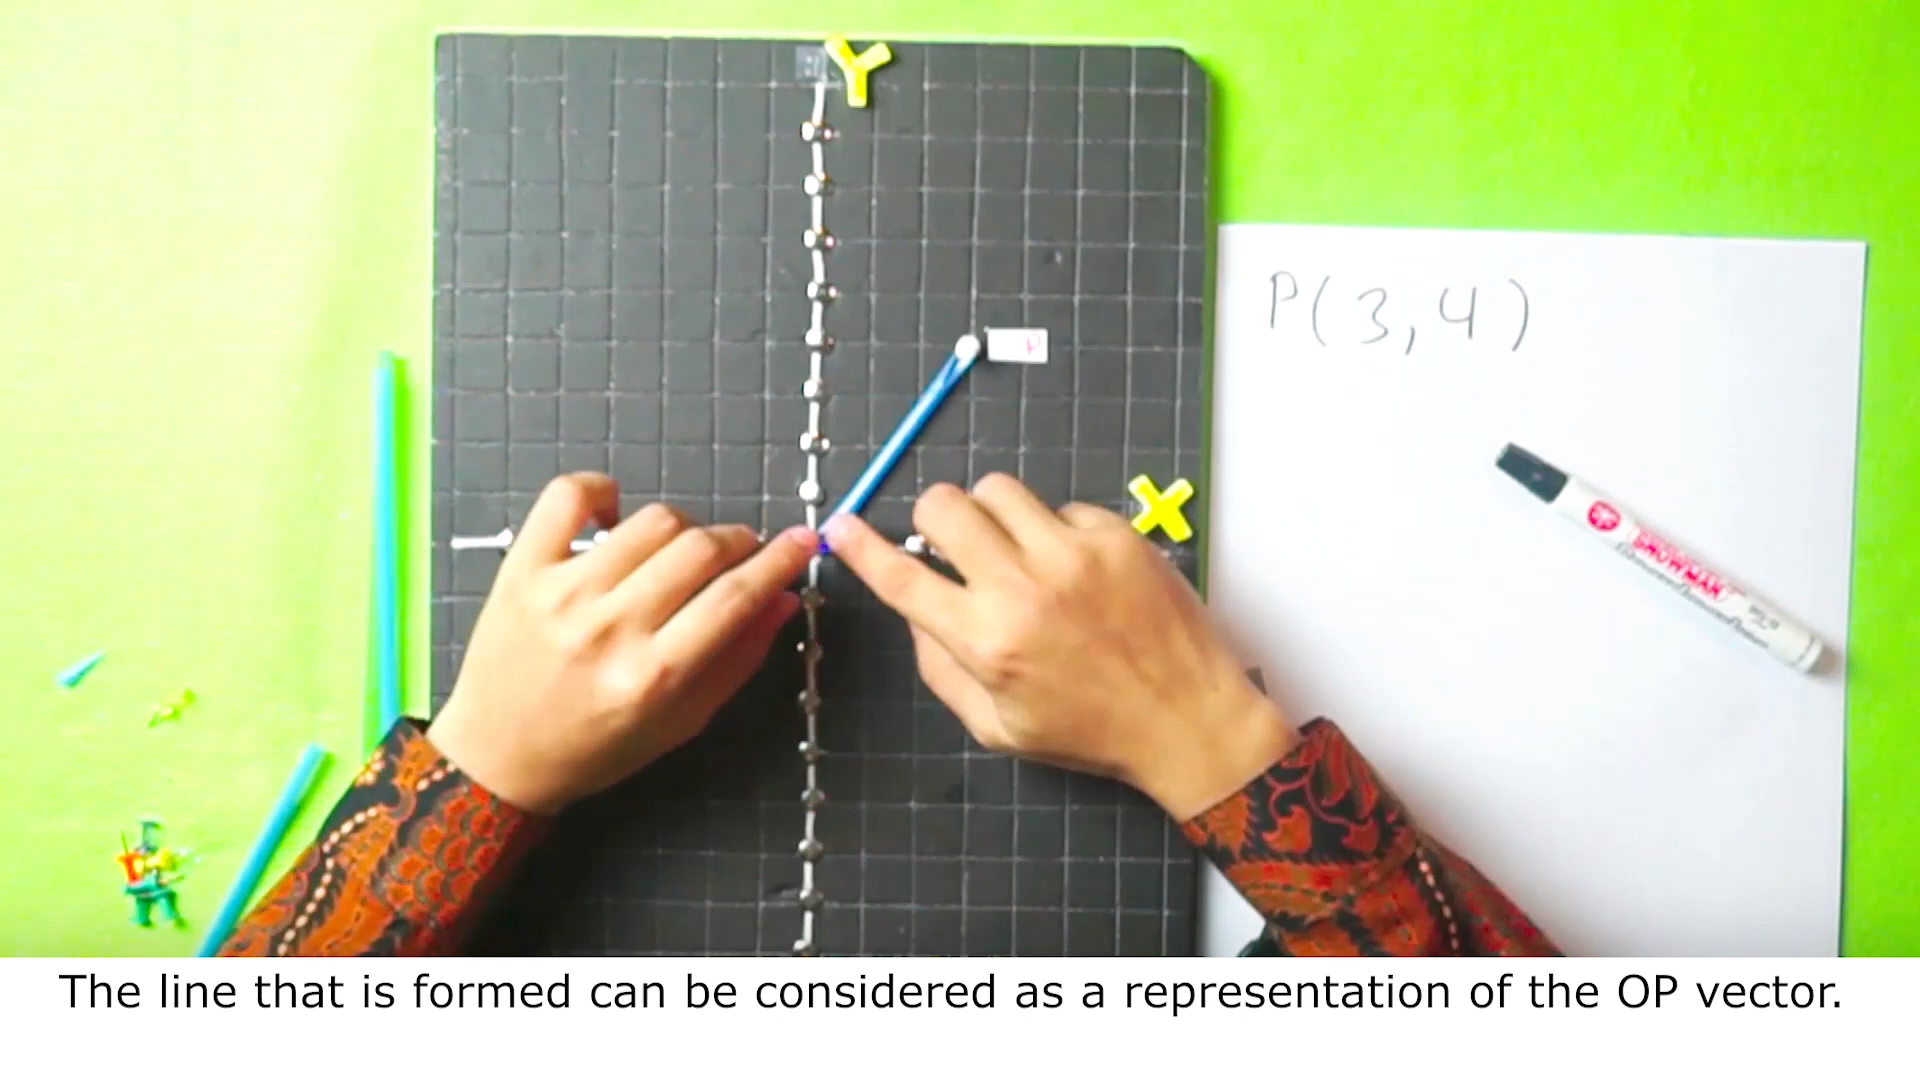 Y
P
P(3,4)
X
SNOWMAN
The line that is formed can be considered as a representation of the OP vector.